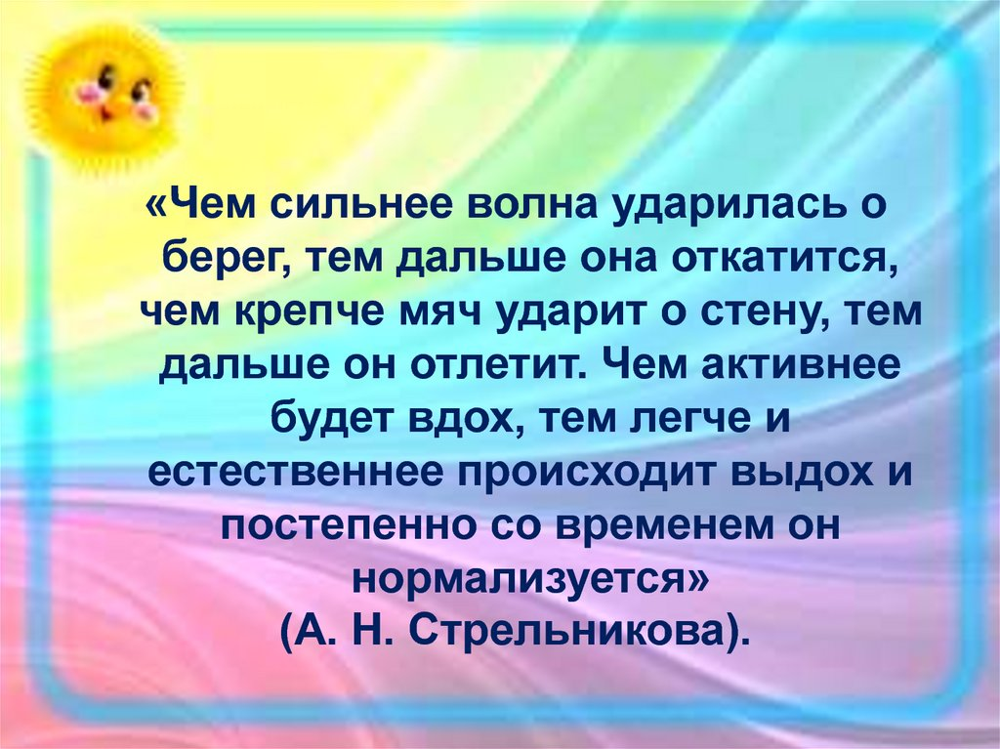 «Чем сильнее волна ударилась о
берег, тем дальше она откатится,
чем крепче мяч ударит о стену, тем
дальше он отлетит. Чем активнее
будет вдох, тем легче и
естественнее происходит выдох и
постепенно со временем он
нормализуется»
(А. Н. Стрельникова).